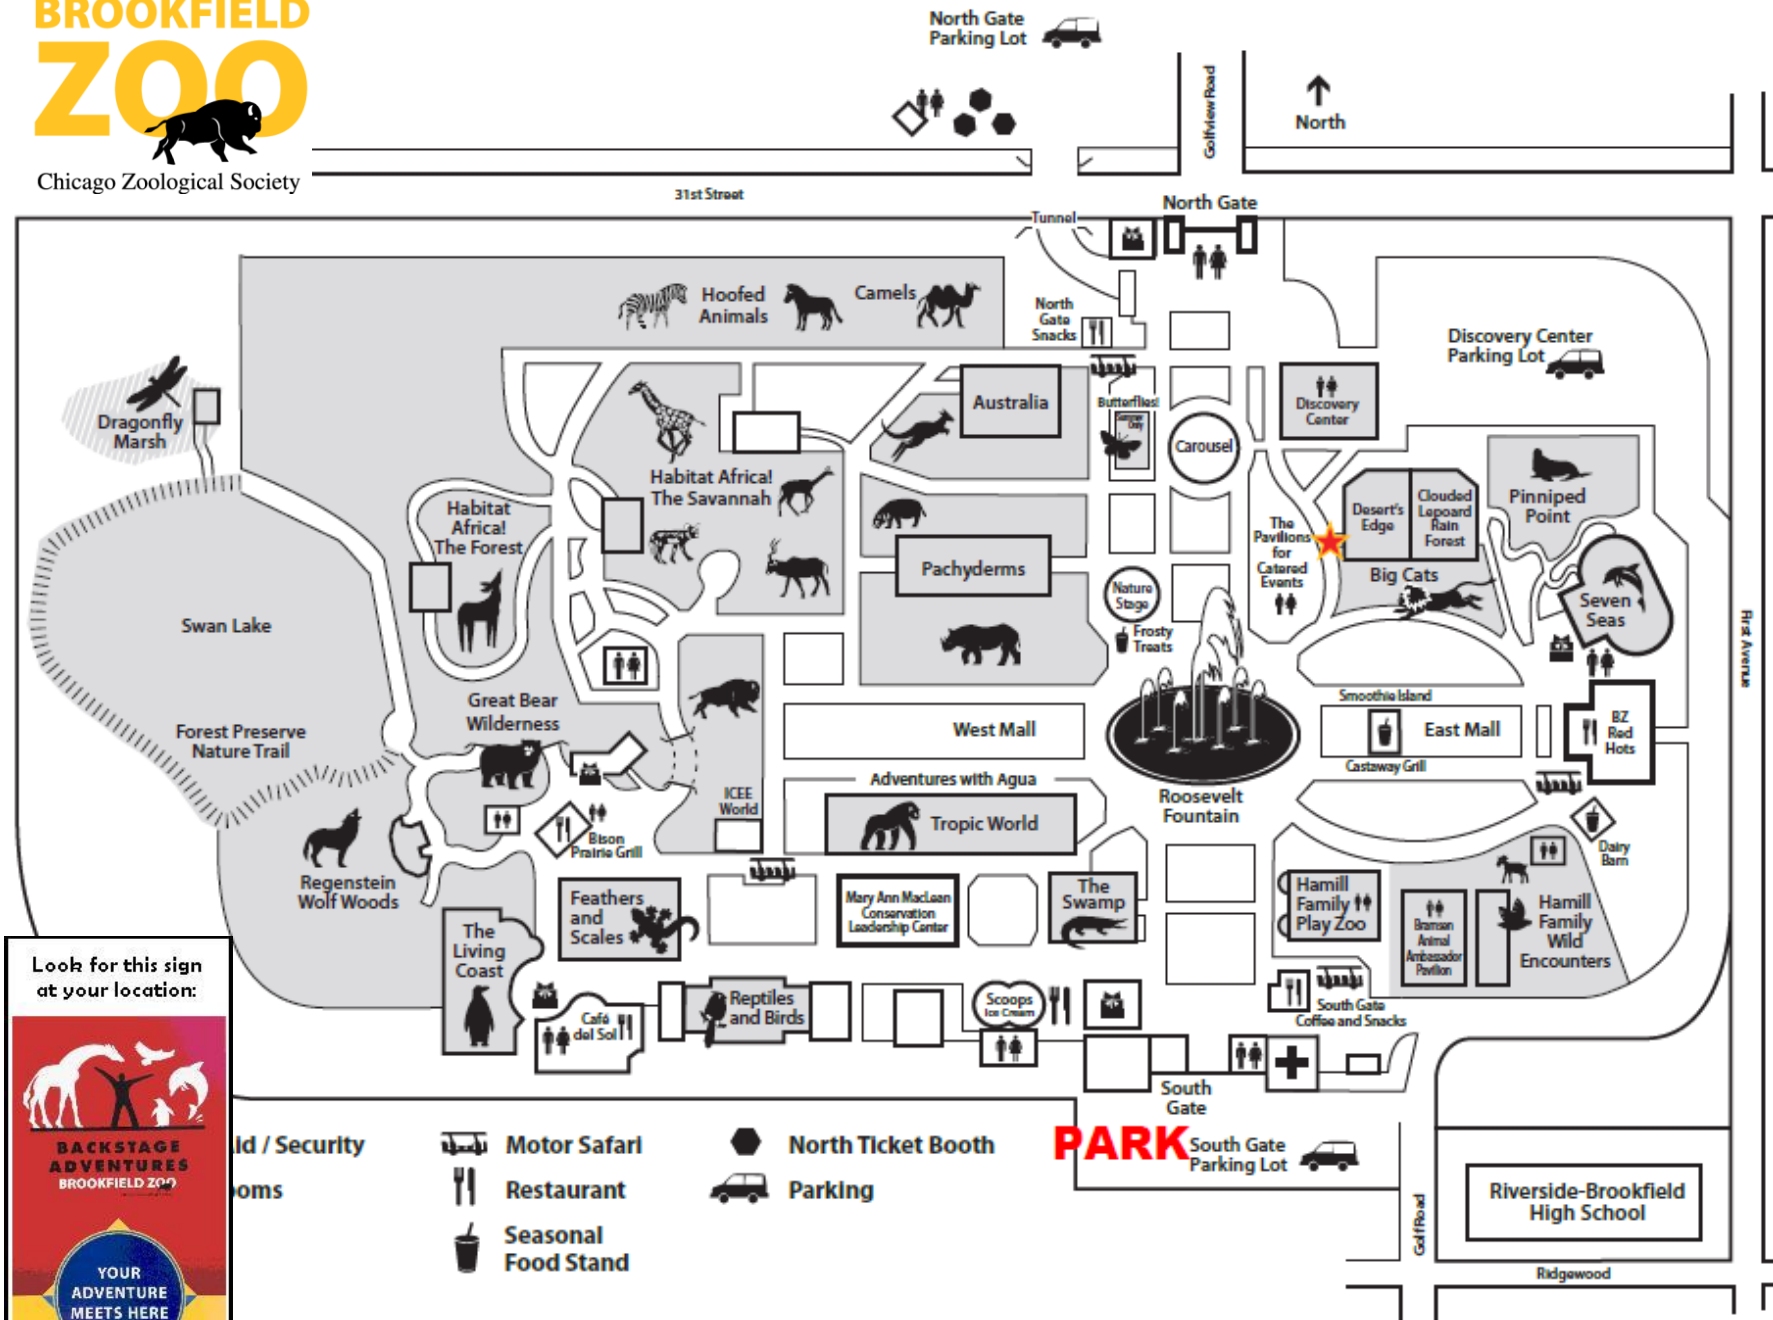 BROOKFIELD
ZOO
Chicago Zoological Society
North Gate
Parking Lot
Golfview Road
North
31st Street
Tunnel
North Gate
Hoofed
Animals
Camels
North
Gate
Snacks
Discovery Center
Parking Lot
Dragonfly
Marsh
Australia
Butterflies!
Summer
Only
Carousel
Discovery
Center
Habitat Africa!
The Savannah
Habitat
Africa!
The Forest
Pachyderms
Nature
Stage
Frosty
Treats
The
Pavilions
for
Catered
Events
Desert's
Edge
Clouded
Lepoard
Rain
Forest
Big Cats
Pinniped
Point
Seven
Seas
First Avenue
Swan Lake
Forest Preserve
Nature Trail
Great Bear
Wilderness
West Mall
Smoothie Island
East Mall
Castaway Grill
BZ
Red
Hots
Adventures with Agua
ICEE
World
Tropic World
Roosevelt
Fountain
Bison
Prairie Grill
Dairy
Barn
Regenstein
Wolf Woods
The
Living
Coast
Feathers
and
Scales
Mary Ann MacLean
Conservation
Leadership Center
The
Swamp
Hamill
Family
Play Zoo
Bramsen
Animal
Ambassador
Pavilion
Hamill
Family
Wild
Encounters
Café
del Sol
Reptiles
and Birds
Scoops
Ice Cream
South Gate
Coffee and Snacks
South
Gate
PARK
South Gate
Parking Lot
Golf Road
Riverside-Brookfield
High School
Ridgewood
Look for this sign
at your location:
BACKSTAGE
ADVENTURES
BROOKFIELD ZOO
YOUR
ADVENTURE
MEETS HERE
id / Security
oms
Motor Safari
Restaurant
Seasonal
Food Stand
North Ticket Booth
Parking